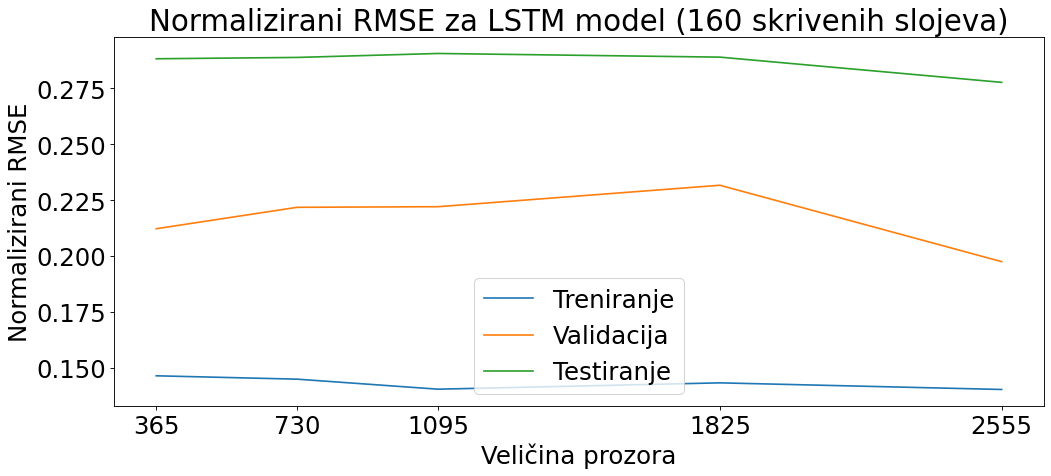 Normalizirani RMSE za LSTM model (160 skrivenih slojeva)
Normalizirani RMSE
0.275
0.250
0.225
0.200
0.175
0.150
Treniranje
Validacija
Testiranje
365 730 1095 1825 2555
Veličina prozora